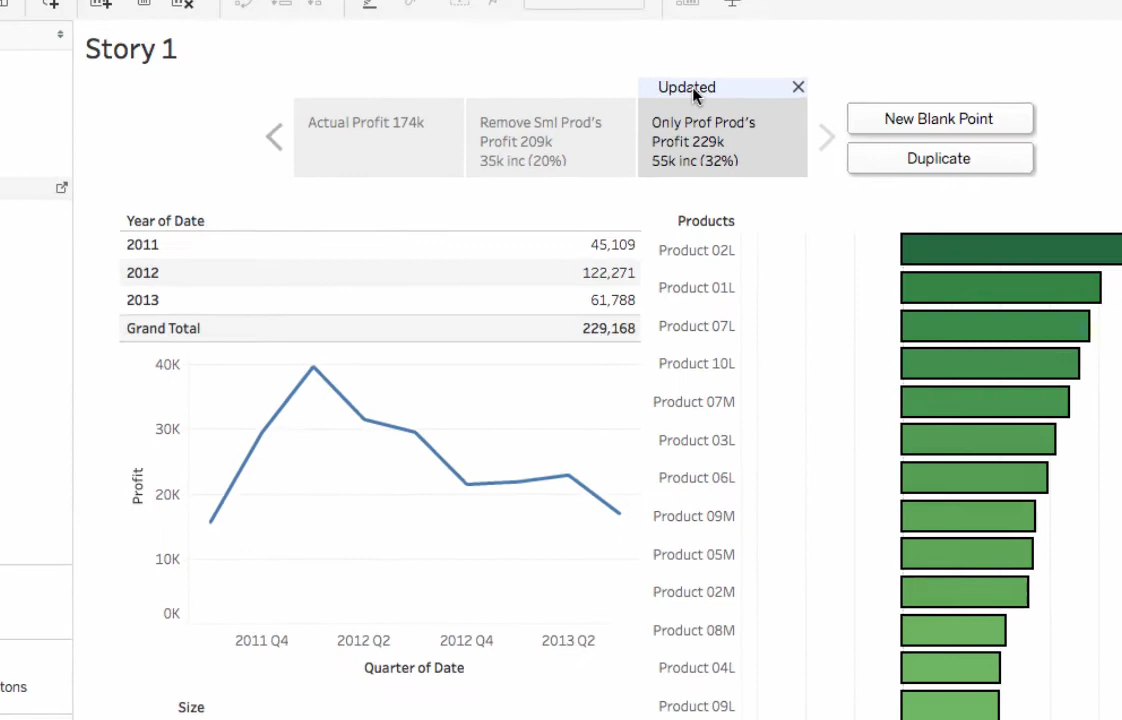 Story 1
Updated
Actual Profit 174k
Remove Sml Prod's
Profit 209k
35k inc (20%)
Only Prof Prod's
Profit 229k
55k inc (32%)
New Blank Point
Duplicate
Year of Date
2011 45,109
2012 122,271
2013 61,788
Grand Total 229,168
40K
30K
20K
10K
0K
Profit
2011 Q4 2012 Q2 2012 Q4 2013 Q2
Quarter of Date
Size
Products
Product 02L
Product 01L
Product 07L
Product 10L
Product 07M
Product 03L
Product 06L
Product 09M
Product 05M
Product 02M
Product 08M
Product 04L
Product 09L
tons